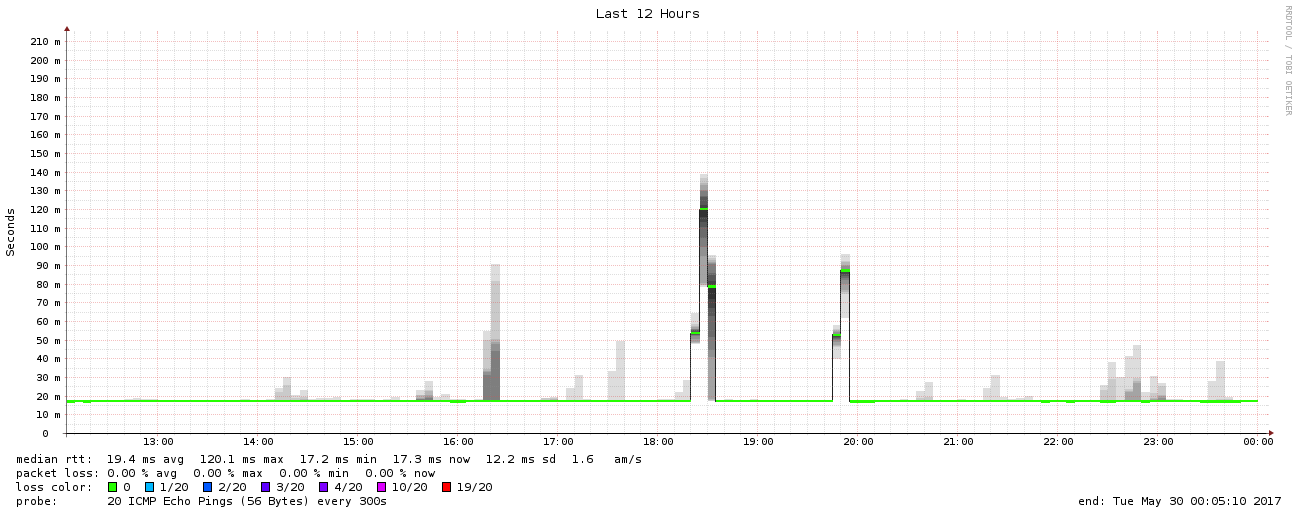 Last 12 Hours
RRDTOOL / TOBI OETIKER
Seconds
210 m
200 m
190 m
180 m
170 m
160 m
150 m
140 m
130 m
120 m
110 m
100 m
90 m
80 m
70 m
60 m
50 m
40 m
30 m
20 m
10 m
0
13:00 14:00 15:00 16:00 17:00 18:00 19:00 20:00 21:00 22:00 23:00 00:00
median rtt: 19.4 ms avg 120.1 ms max 17.2 ms min 17.3 ms now 12.2 ms sd 1.6 am/s
packet loss: 0.00 % avg 0.00 % max 0.00 % min 0.00 % now
loss color: 0 1/20 2/20 3/20 4/20 10/20 19/20
probe: 20 ICMP Echo Pings (56 Bytes) every 300s end: Tue May 30 00:05:10 2017